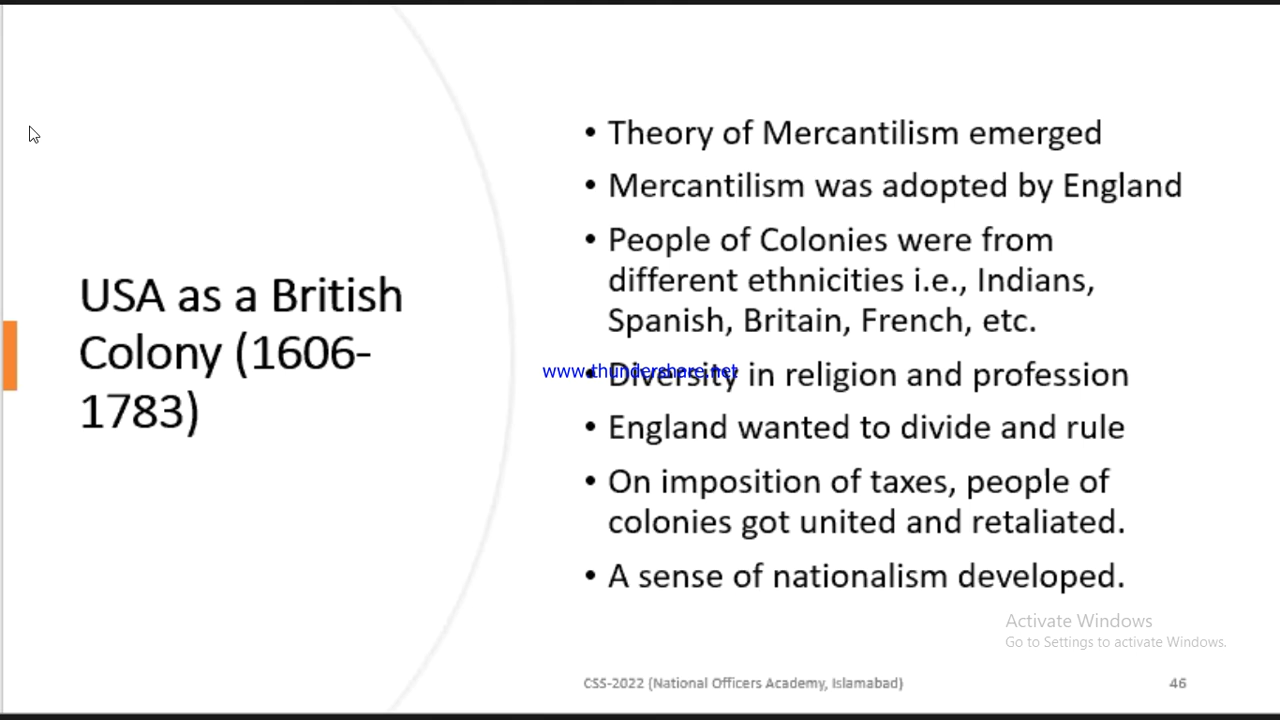 USA as a British
Colony (1606-
1783)
• Theory of Mercantilism emerged
• Mercantilism was adopted by England
• People of Colonies were from
different ethnicities i.e., Indians,
Spanish, Britain, French, etc.
• Diversity in religion and profession
www.thundershare.net
• England wanted to divide and rule
• On imposition of taxes, people of
colonies got united and retaliated.
• A sense of nationalism developed.
Activate Windows
Go to Settings to activate Windows.
CSS-2022 (National Officers Academy, Islamabad)
46